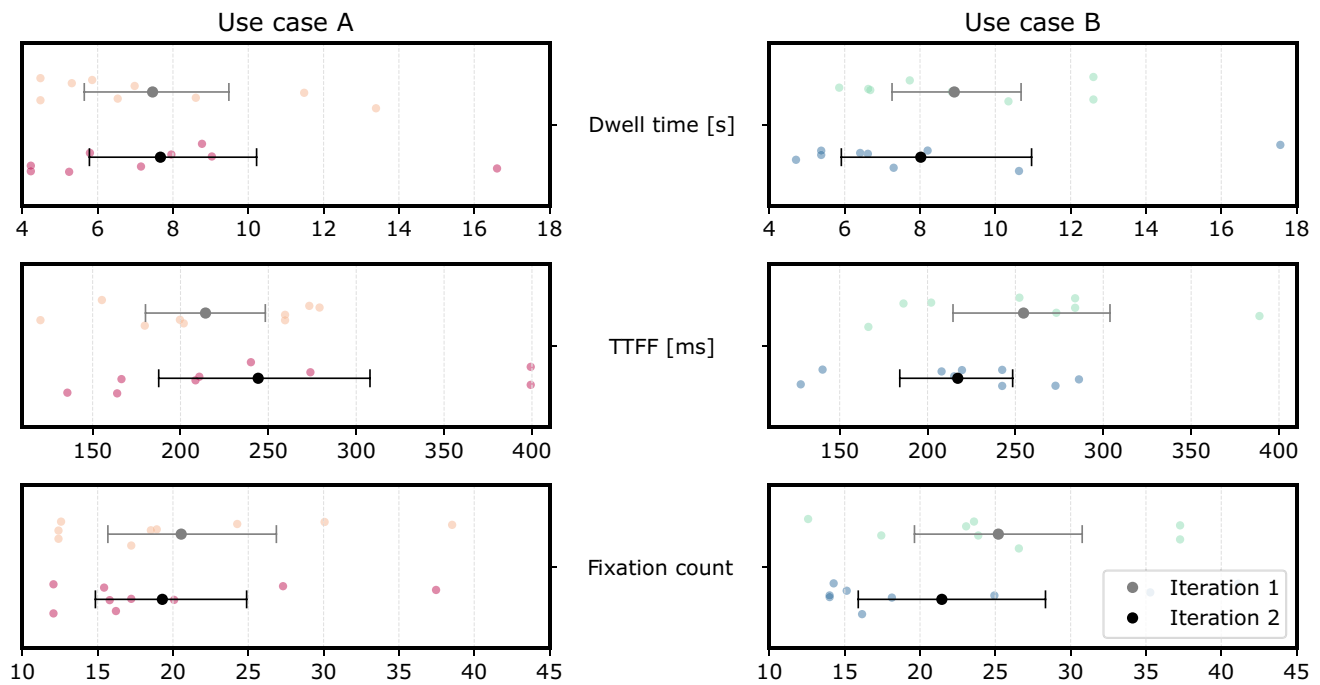 Use case A
Use case B
Dwell time [s]
4 6 8 10 12 14 16 18
4 6 8 10 12 14 16 18
TTFF [ms]
150 200 250 300 350 400
150 200 250 300 350 400
Fixation count
Iteration 1
Iteration 2
10 15 20 25 30 35 40 45
10 15 20 25 30 35 40 45